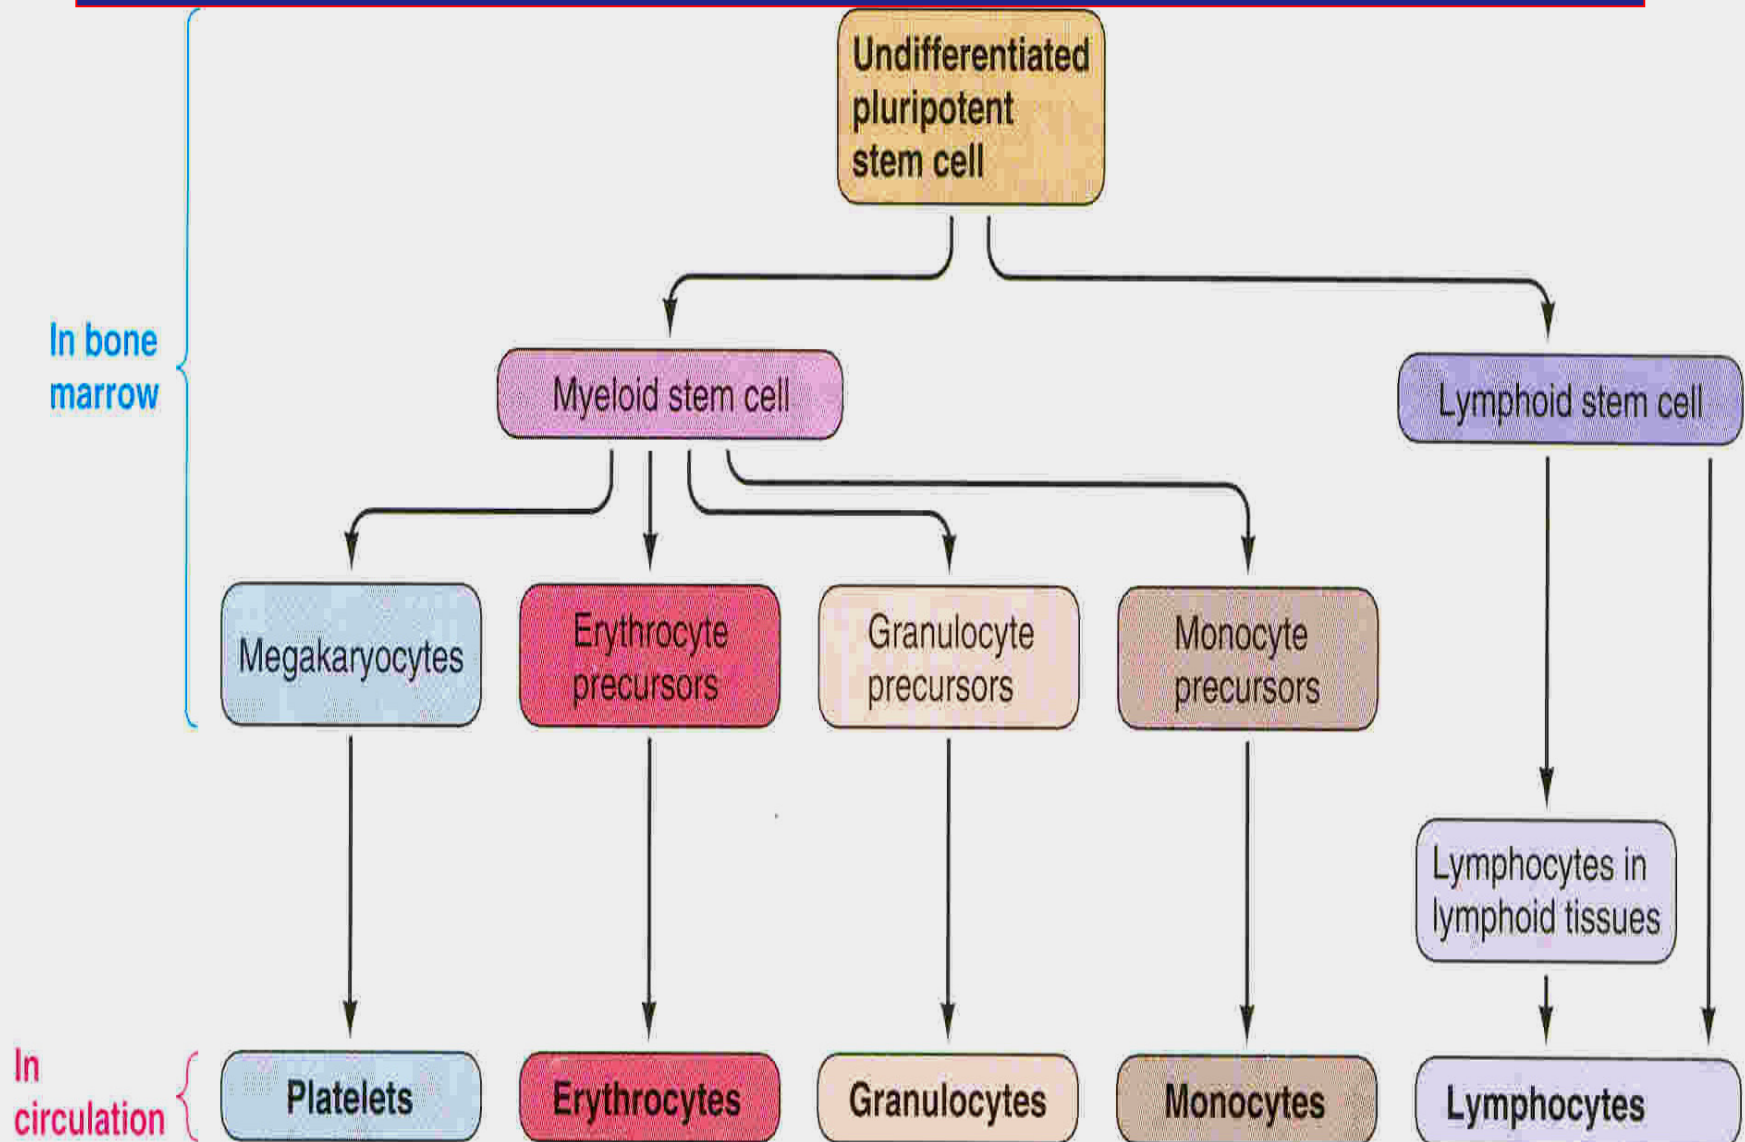 Undifferentiated
pluripotent
stem cell
In bone
marrow
Myeloid stem cell
Lymphoid stem cell
Megakaryocytes
Erythrocyte
precursors
Granulocyte
precursors
Monocyte
precursors
Lymphocytes in
lymphoid tissues
In
circulation
Platelets
Erythrocytes
Granulocytes
Monocytes
Lymphocytes